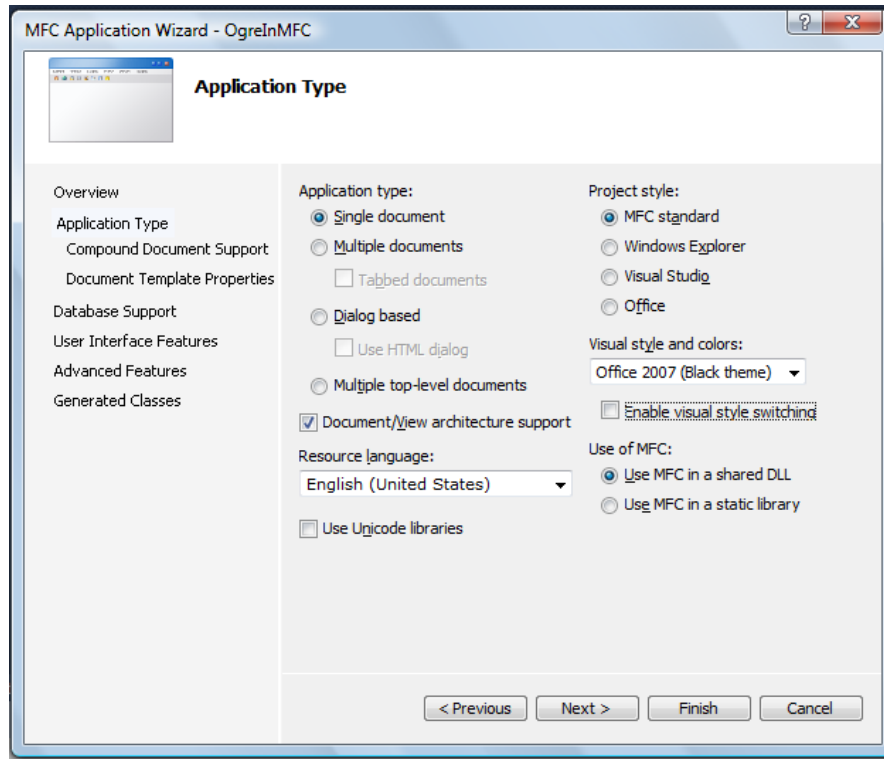 MFC Application Wizard - OgreInMFC
Application Type
Overview
Application Type
Compound Document Support
Document Template Properties
Database Support
User Interface Features
Advanced Features
Generated Classes
Application type:
Single document
Multiple documents
Tabbed documents
Dialog based
Use HTML dialog
Multiple top-level documents
Document/View architecture support
Resource language:
English (United States)
Use Unicode libraries
Project style:
MFC standard
Windows Explorer
Visual Studio
Office
Visual style and colors:
Office 2007 (Black theme)
Enable visual style switching
Use of MFC:
Use MFC in a shared DLL
Use MFC in a static library
< Previous
Next >
Finish
Cancel